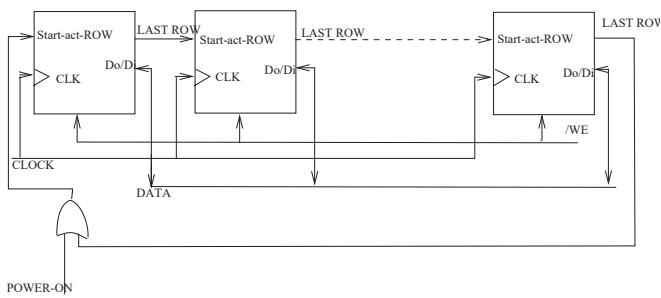 LAST ROW
LAST ROW
LAST ROW
Start-act-ROW
Start-act-ROW
Start-act-ROW
Do/Di
Do/Di
Do/Di
CLK
CLK
CLK
/WE
CLOCK
DATA
POWER-ON